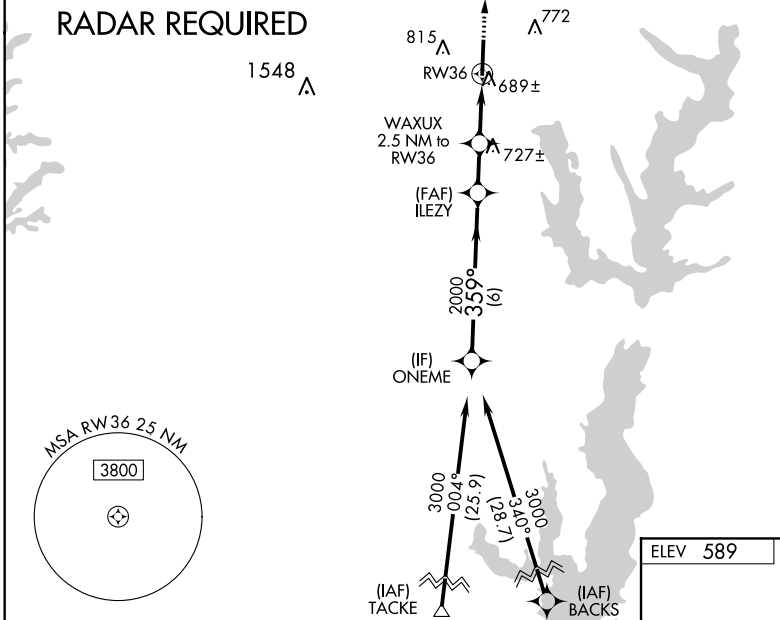 RADAR REQUIRED
772
815
1548
RW36
689±
WAXUX
2.5 NM to
RW36
727±
(FAF)
ILEZY
2000
359°
(6)
(IF)
ONEME
MSA RW36 25 NM
3800
3000
004°
(25.9)
3000
340°
(28.7)
ELEV 589
(IAF)
TACKE
(IAF)
BACKS